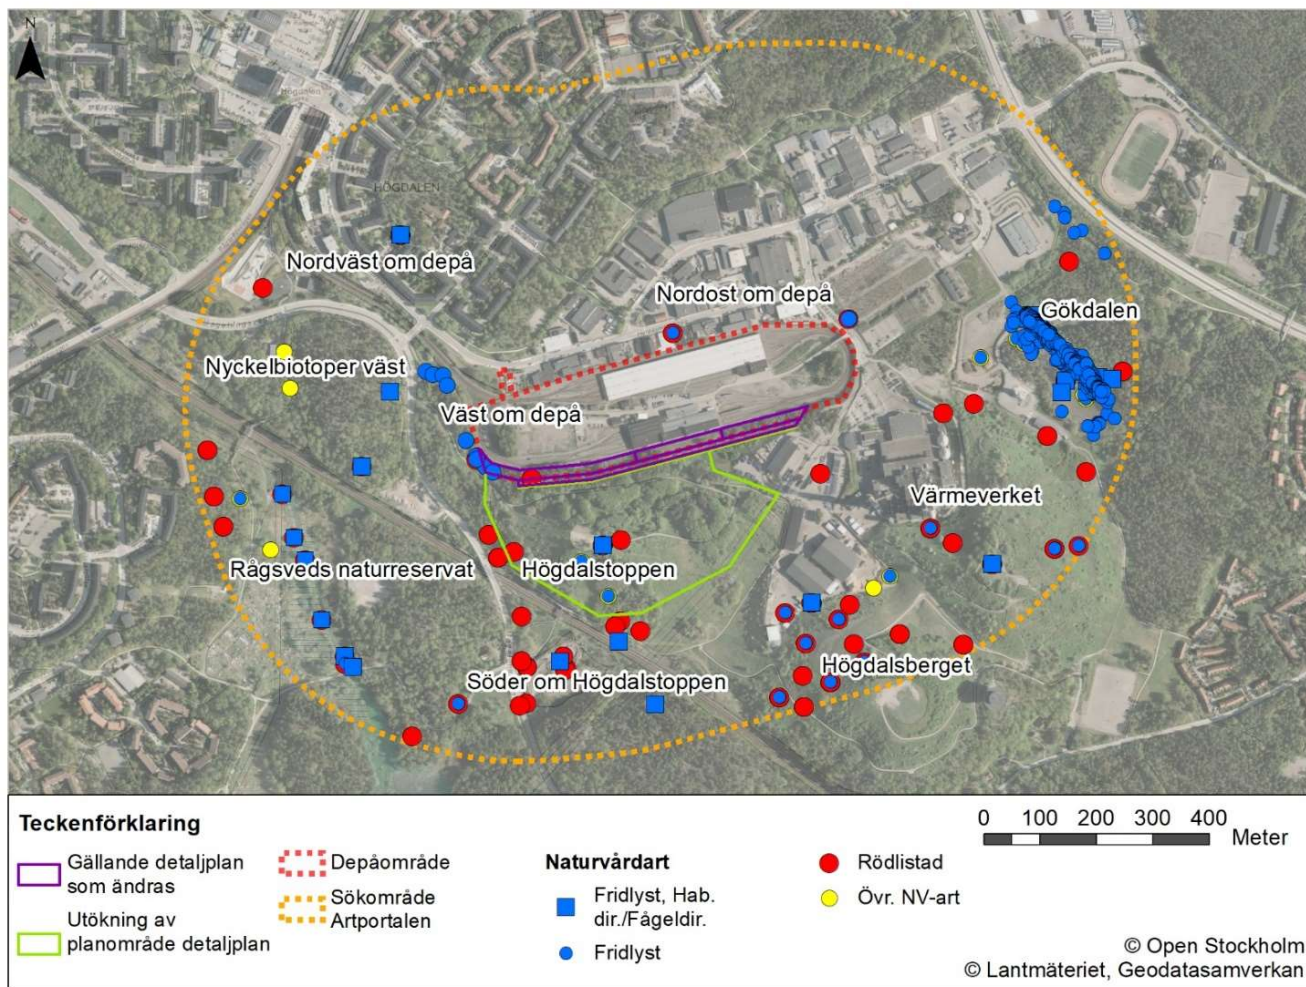 N
Högdalen
HÖGDALEN
Nordväst om depå
Nordost om depå
Gökdalen
Nyckelbiotoper väst
Väst om depå
Värmeverket
Rågsveds naturreservat
Högdalstoppen
Högdalsberget
Söder om Högdalstoppen
Teckenförklaring
Gällande detaljplan
som ändras
Utökning av
planområde detaljplan
Depåområde
Sökområde
Artportalen
Naturvårdart
Fridlyst, Hab.
dir./Fågeldir.
Fridlyst
Rödlistad
Övr. NV-art
0 100 200 300 400
Meter
© Open Stockholm
© Lantmäteriet, Geodatasamverkan